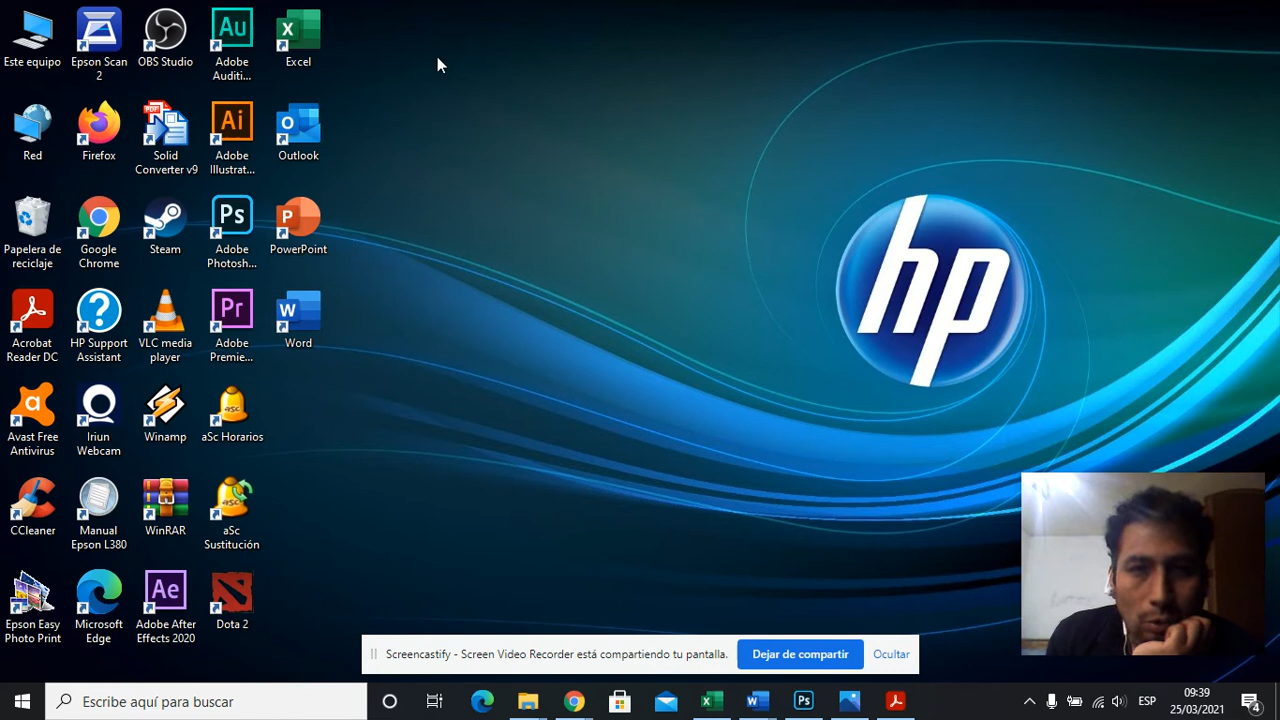 Este equipo
Epson Scan
2
OBS Studio
Adobe
Auditi...
Excel
Red
Firefox
Solid
Converter v9
Adobe
Illustrat...
Outlook
Papelera de
reciclaje
Google
Chrome
Steam
Adobe
Photosh...
PowerPoint
Acrobat
Reader DC
HP Support
Assistant
VLC media
player
Adobe
Premie...
Word
Avast Free
Antivirus
Iriun
Webcam
Winamp
aSc Horarios
CCleaner
Manual
Epson L380
WinRAR
aSc
Sustitución
Epson Easy
Photo Print
Microsoft
Edge
Adobe After
Effects 2020
Dota 2
hp
Screencastify - Screen Video Recorder está compartiendo tu pantalla.
Dejar de compartir
Ocultar
Escribe aquí para buscar
ESP
09:39
25/03/2021
4